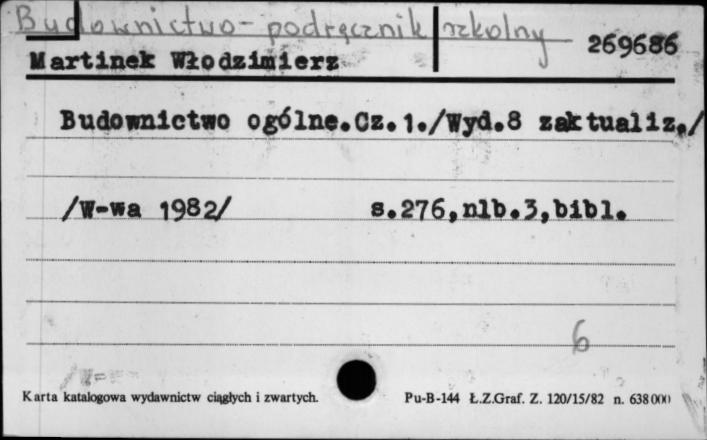 Budownictwo - podręcznik szkolny
269686
Martinek Włodzimierz
Budownictwo ogólne.Cz.1./Wyd.8 zaktualiz./
/W-wa 1982/ s.276,nlb.3,bibl.
6
Karta katalogowa wydawnictw ciągłych i zwartych. Pu-B-144 Ł.Z.Graf. Z. 120/15/82 n. 638000